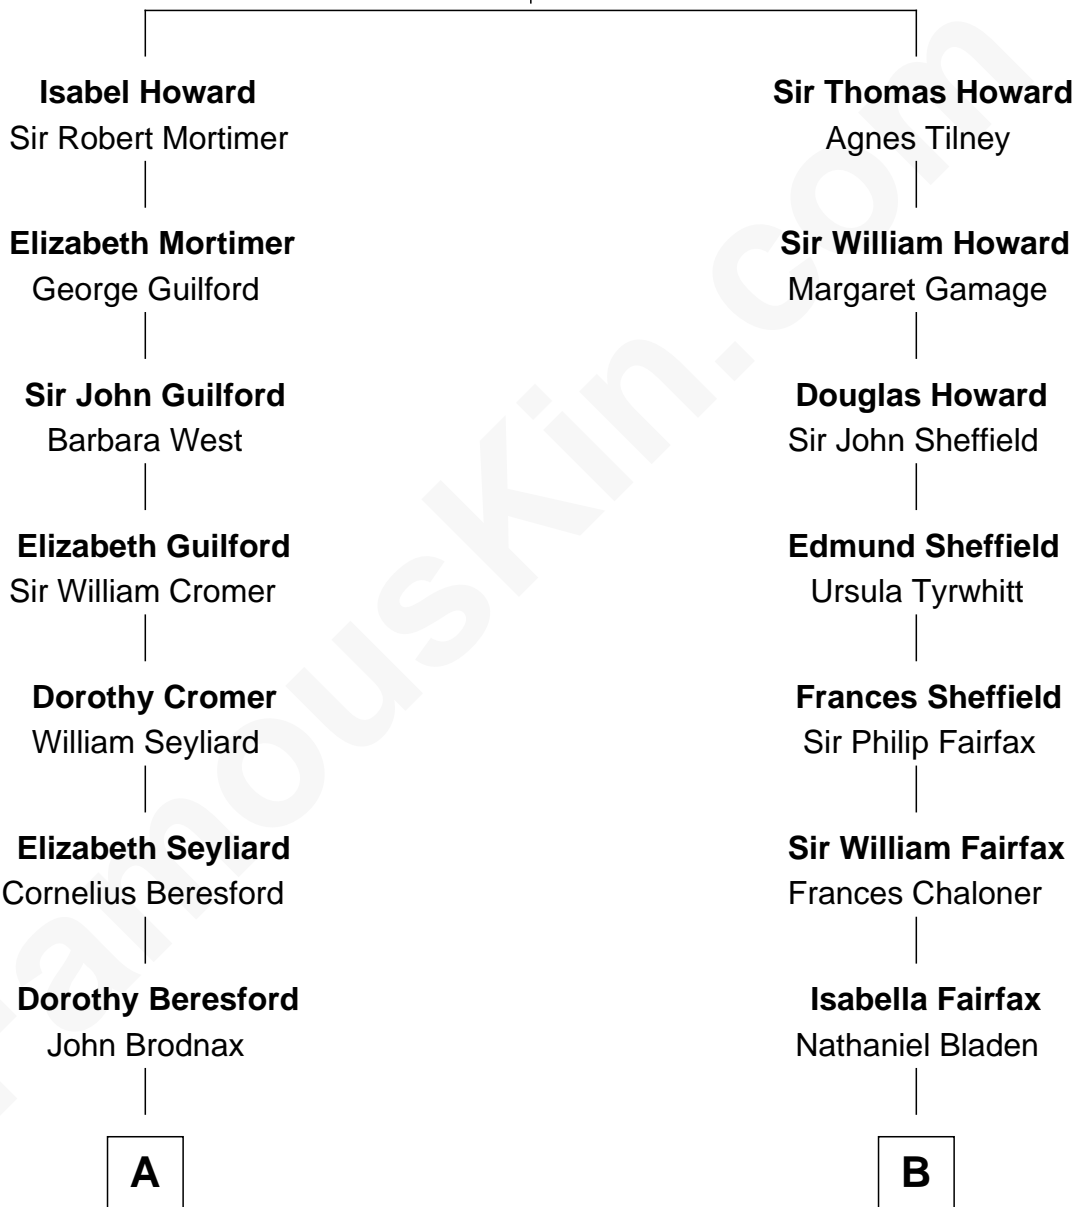 Isabel Howard
Sir Robert Mortimer
Elizabeth Mortimer
George Guilford
Sir John Guilford
Barbara West
Elizabeth Guilford
Sir William Cromer
Dorothy Cromer
William Seyliard
Elizabeth Seyliard
Cornelius Beresford
Dorothy Beresford
John Brodnax
A
Sir Thomas Howard
Agnes Tilney
Sir William Howard
Margaret Gamage
Douglas Howard
Sir John Sheffield
Edmund Sheffield
Ursula Tyrwhitt
Frances Sheffield
Sir Philip Fairfax
Sir William Fairfax
Frances Chaloner
Isabella Fairfax
Nathaniel Bladen
B
FamousKin.com